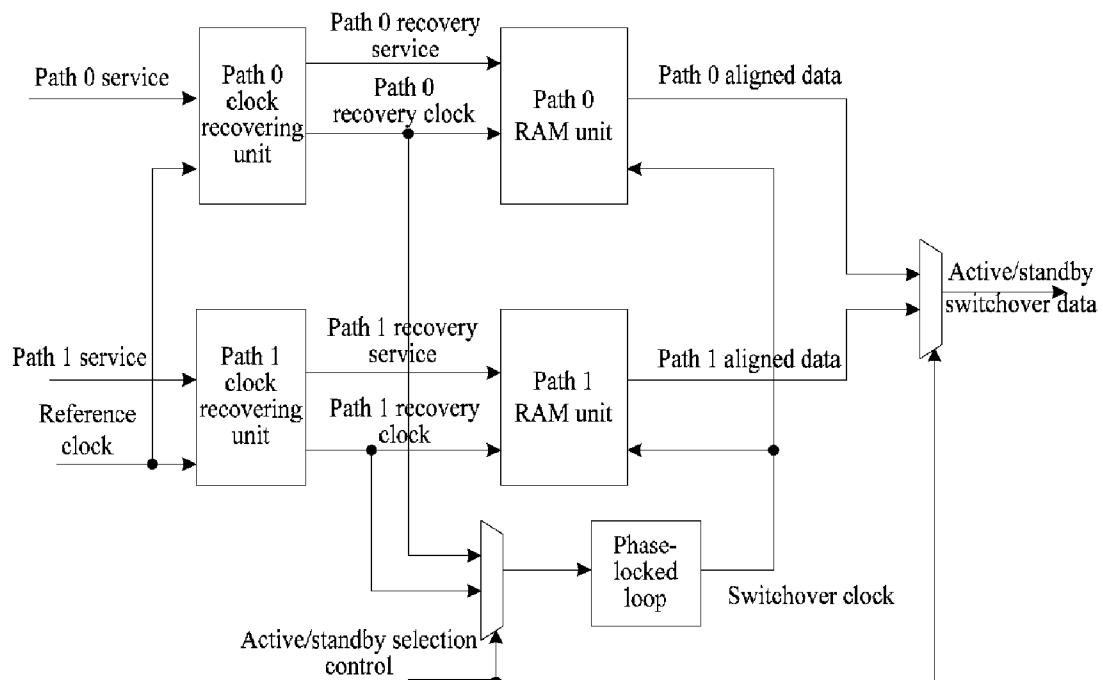 Path 0 service
Path 0
clock
recovering
unit
Path 0 recovery
service
Path 0
recovery clock
Path 0
RAM unit
Path 0 aligned data
Active/standby
switchover data
Path 1 service
Reference
clock
Path 1
clock
recovering
unit
Path 1 recovery
service
Path 1 recovery
clock
Path 1
RAM unit
Path 1 aligned data
Phase-
locked
loop
Switchover clock
Active/standby selection
control